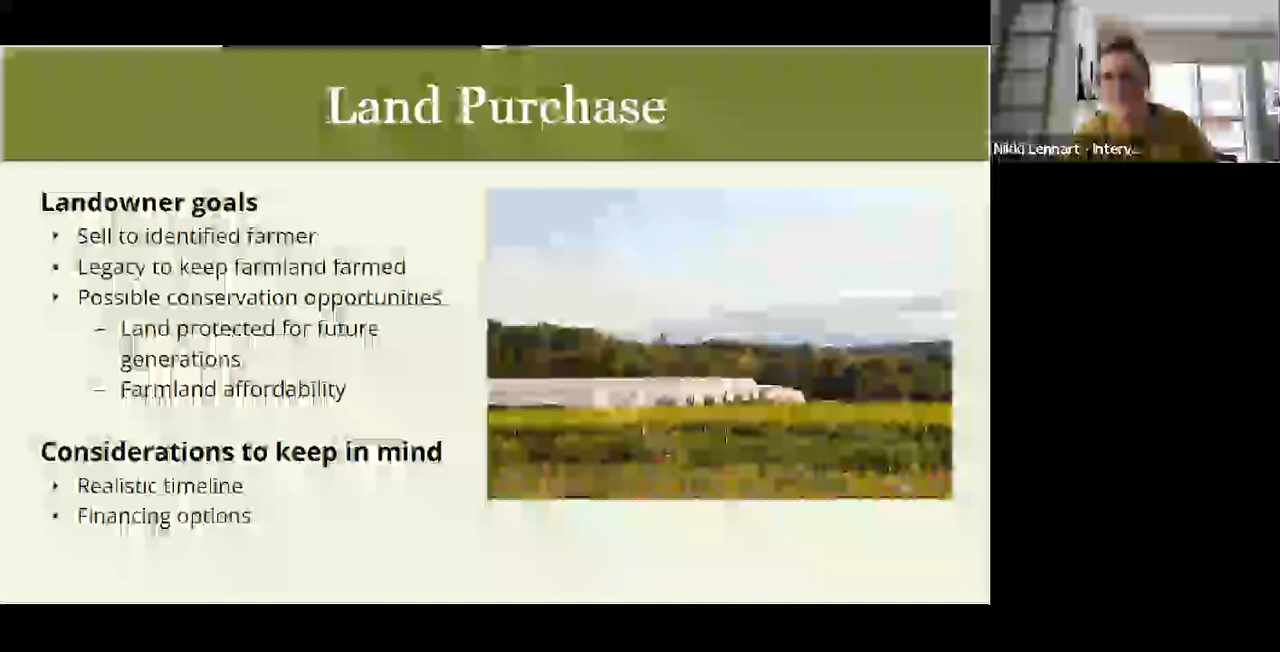 Land Purchase
Landowner goals
• Sell to identified farmer
• Legacy to keep farmland farmed
• Possible conservation opportunities
– Land protected for future
generations
– Farmland affordability
Considerations to keep in mind
• Realistic timeline
• Financing options
Nikki Lennart - Interv...